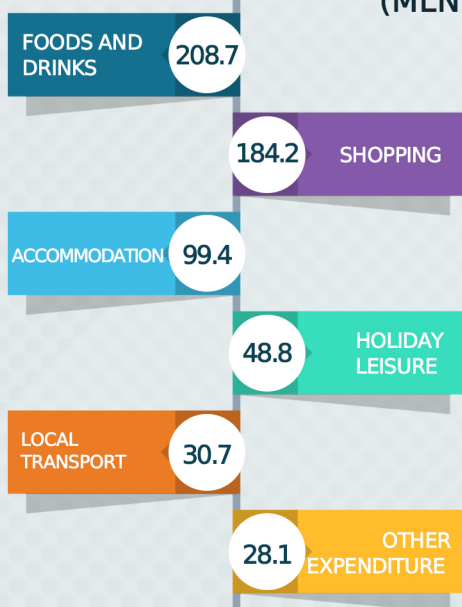 (MEN
FOODS AND
DRINKS
208.7
184.2
SHOPPING
ACCOMMODATION
99.4
48.8
HOLIDAY
LEISURE
LOCAL
TRANSPORT
30.7
28.1
OTHER
EXPENDITURE